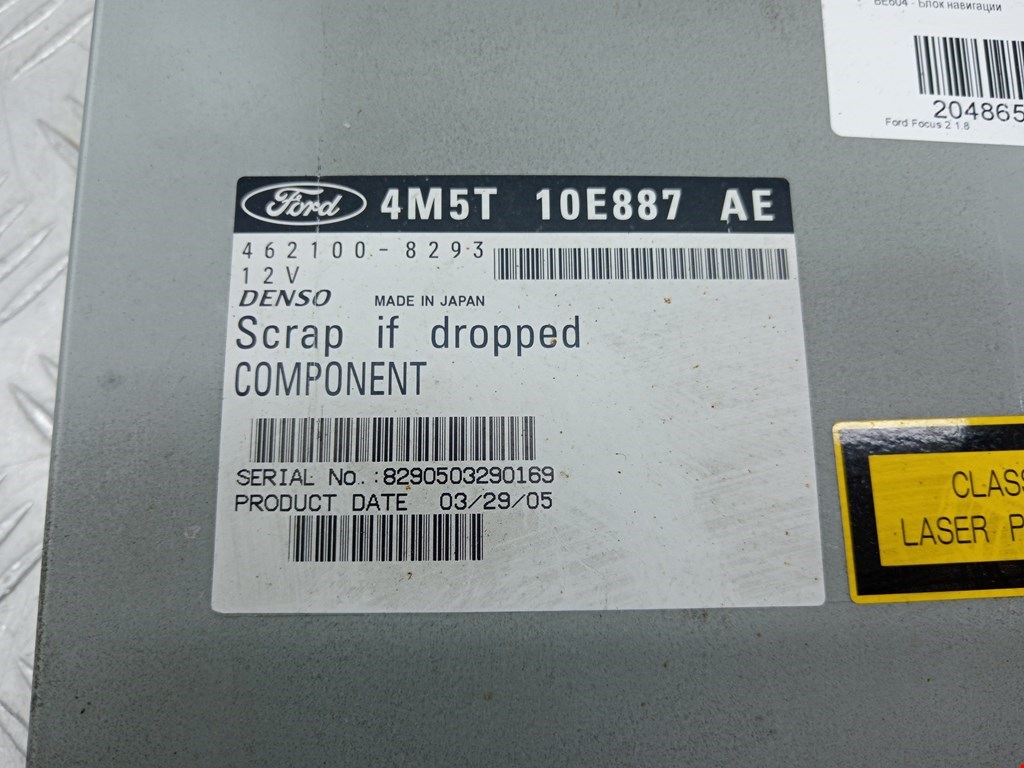 BE604 - Блок навигации
204865
Ford Focus 2 1.8
Ford 4M5T 10E887 AE
462100-8293
12V
DENSO MADE IN JAPAN
Scrap if dropped
COMPONENT
SERIAL No.:8290503290169
PRODUCT DATE 03/29/05
CLASS
LASER P